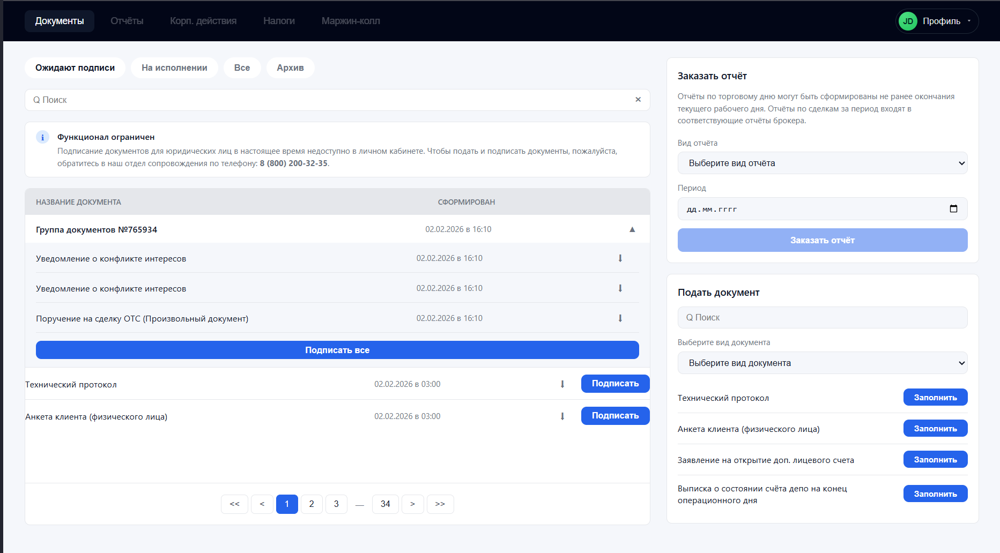 Документы
Отчёты
Корп. действия
Налоги
Маржин-колл
JD
Профиль
Ожидают подписи
На исполнении
Все
Архив
Q Поиск
×
i
Функционал ограничен
Подписание документов для юридических лиц в настоящее время недоступно в личном кабинете. Чтобы подать и подписать документы, пожалуйста,
обратитесь в наш отдел сопровождения по телефону: 8 (800) 200-32-35.
НАЗВАНИЕ ДОКУМЕНТА
СФОРМИРОВАН
Группа документов №765934
02.02.2026 в 16:10
▲
Уведомление о конфликте интересов
02.02.2026 в 16:10
Уведомление о конфликте интересов
02.02.2026 в 16:10
Поручение на сделку ОТС (Произвольный документ)
02.02.2026 в 16:10
Подписать все
Технический протокол
02.02.2026 в 03:00
Подписать
Анкета клиента (физического лица)
02.02.2026 в 03:00
Подписать
<< < 1 2 3 — 34 > >>
Заказать отчёт
Отчёты по торговому дню могут быть сформированы не ранее окончания
текущего рабочего дня. Отчёты по сделкам за период входят в
соответствующие отчёты брокера.
Вид отчёта
Выберите вид отчёта
Период
дд.мм.гггг
Заказать отчёт
Подать документ
Q Поиск
Выберите вид документа
Выберите вид документа
Технический протокол
Заполнить
Анкета клиента (физического лица)
Заполнить
Заявление на открытие доп. лицевого счета
Заполнить
Выписка о состоянии счёта депо на конец
операционного дня
Заполнить